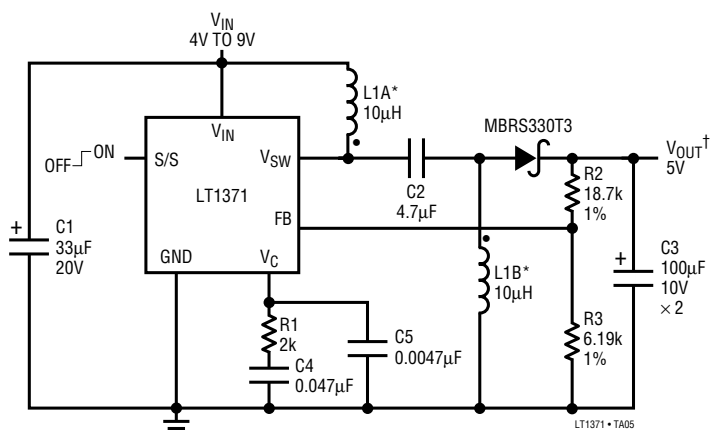 VIN
4V TO 9V
L1A*
10µH
MBRS330T3
VIN
OFF ON
S/S
VSW
VOUT†
5V
R2
18.7k
1%
LT1371
C2
4.7µF
C1
33µF
20V
+
FB
GND
VC
L1B*
10µH
C3
100µF
10V
× 2
+
R1
2k
C5
0.0047µF
R3
6.19k
1%
C4
0.047µF
LT1371 • TA05